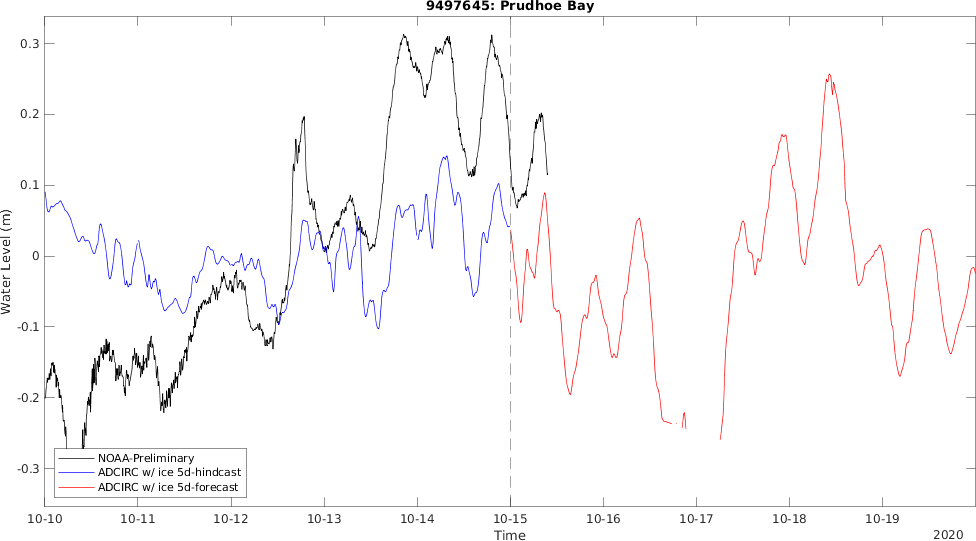 9497645: Prudhoe Bay
Water Level (m)
0.3
0.2
0.1
0
-0.1
-0.2
-0.3
NOAA-Preliminary
ADCIRC w/ ice 5d-hindcast
ADCIRC w/ ice 5d-forecast
10-10 10-11 10-12 10-13 10-14 10-15 10-16 10-17 10-18 10-19
Time
2020